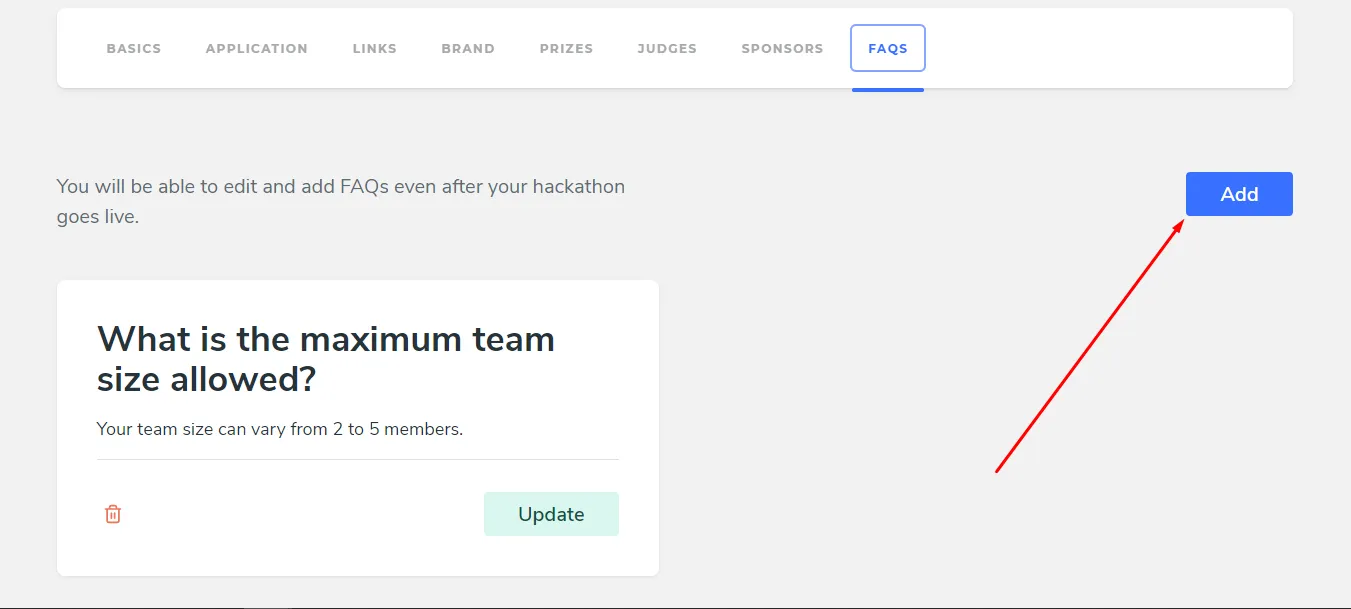 BASICS APPLICATION LINKS BRAND PRIZES JUDGES SPONSORS FAQS
You will be able to edit and add FAQs even after your hackathon
goes live.
Add
What is the maximum team
size allowed?
Your team size can vary from 2 to 5 members.
Update